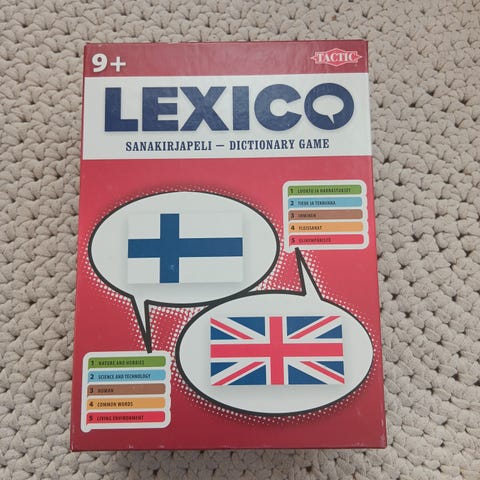 9+
TACTIC
LEXICO
SANAKIRJAPELI – DICTIONARY GAME
1 LUONTO JA HARRASTUKSET
2 TIEDE JA TEKNIIKKA
3 IHMINEN
4 YLEISSANAT
5 ELINYMPÄRISTÖ
1 NATURE AND HOBBIES
2 SCIENCE AND TECHNOLOGY
3 HUMAN
4 COMMON WORDS
5 LIVING ENVIRONMENT